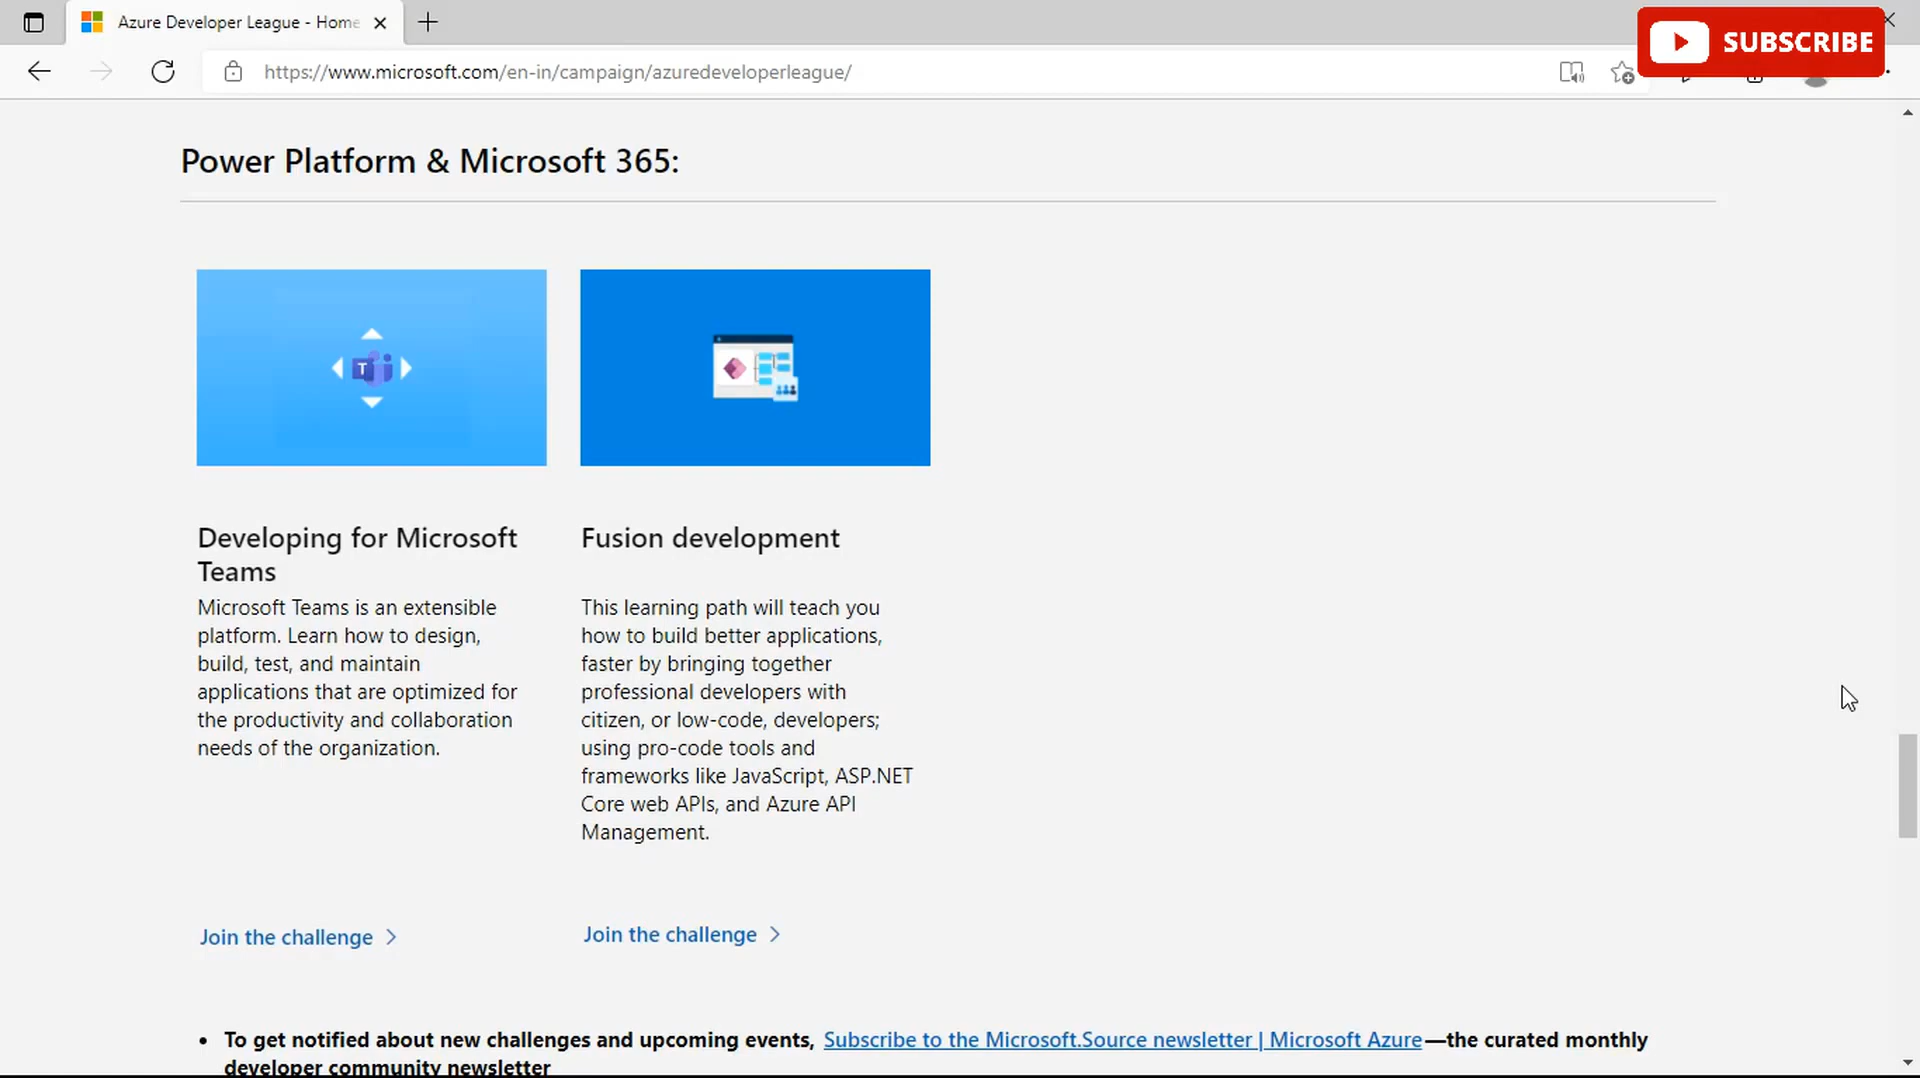 Azure Developer League - Home
SUBSCRIBE
https://www.microsoft.com/en-in/campaign/azuredeveloperleague/
Power Platform & Microsoft 365:
T
Developing for Microsoft
Teams
Microsoft Teams is an extensible
platform. Learn how to design,
build, test, and maintain
applications that are optimized for
the productivity and collaboration
needs of the organization.
Join the challenge
Fusion development
This learning path will teach you
how to build better applications,
faster by bringing together
professional developers with
citizen, or low-code, developers;
using pro-code tools and
frameworks like JavaScript, ASP.NET
Core web APIs, and Azure API
Management.
Join the challenge
• To get notified about new challenges and upcoming events, Subscribe to the Microsoft.Source newsletter | Microsoft Azure—the curated monthly
developer community newsletter